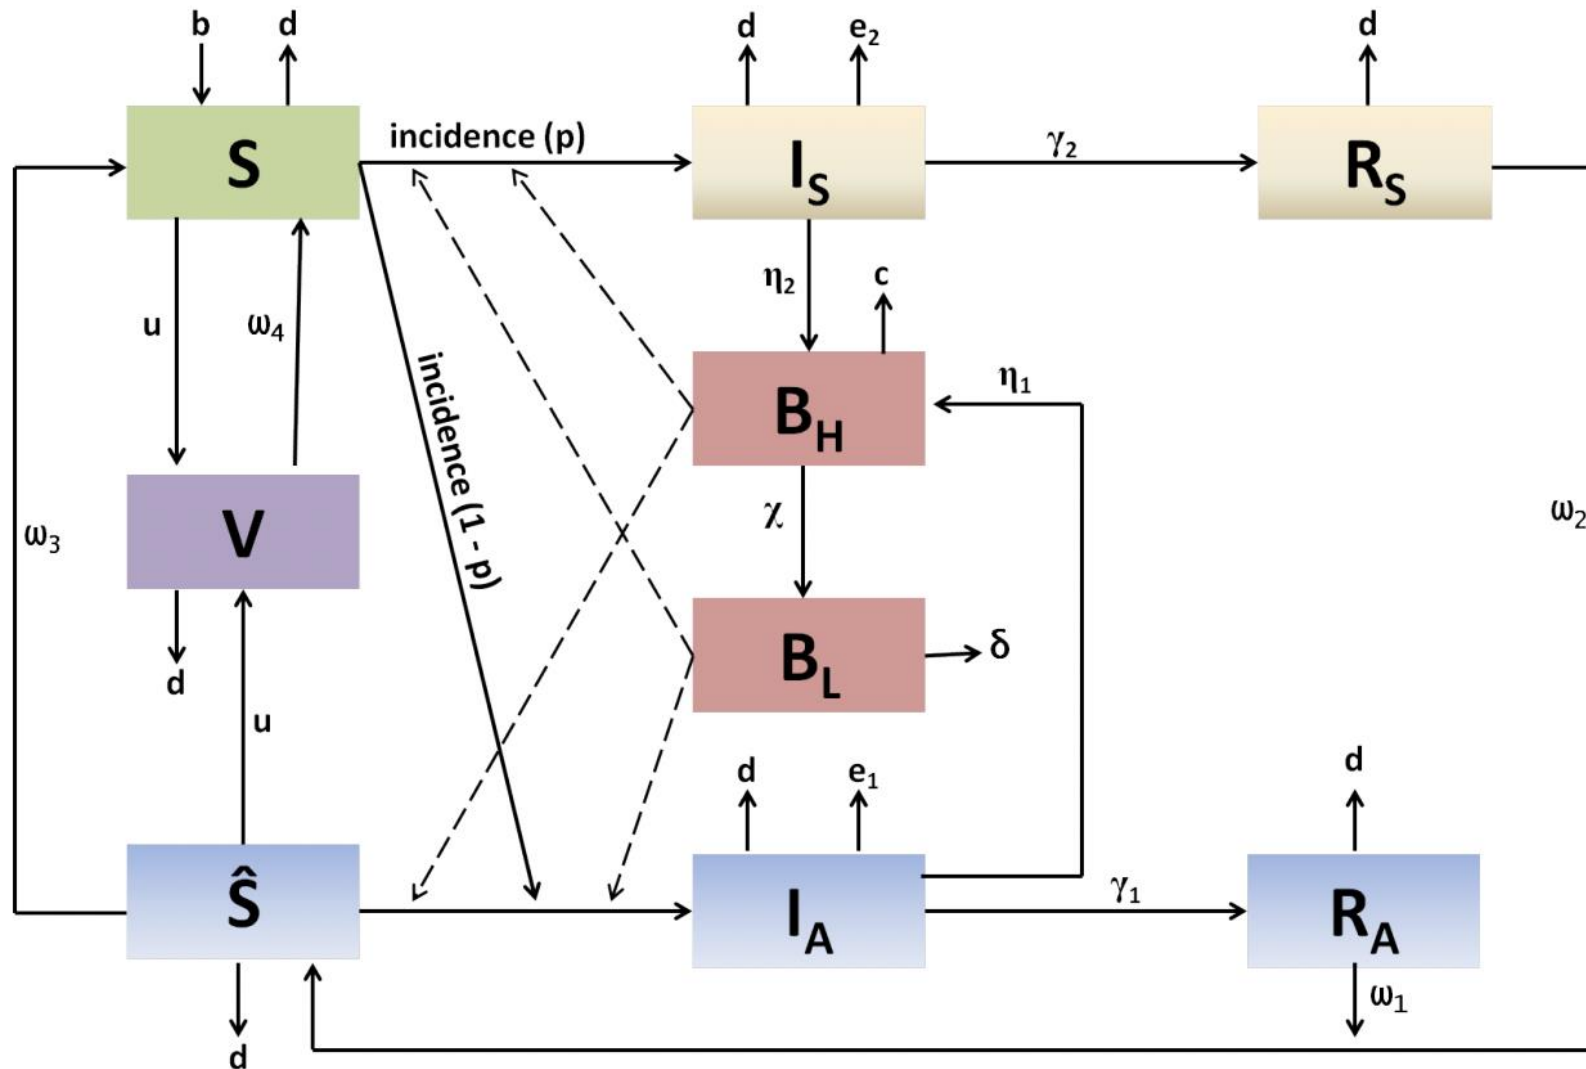 b
d
d
e₂
d
S
incidence (p)
I_S
γ₂
R_S
u
ω₄
η₂
c
incidence (1 - p)
B_H
η₁
ω₃
V
χ
ω₂
d
B_L
δ
u
d
e₁
d
Ŝ
I_A
γ₁
R_A
ω₁
d